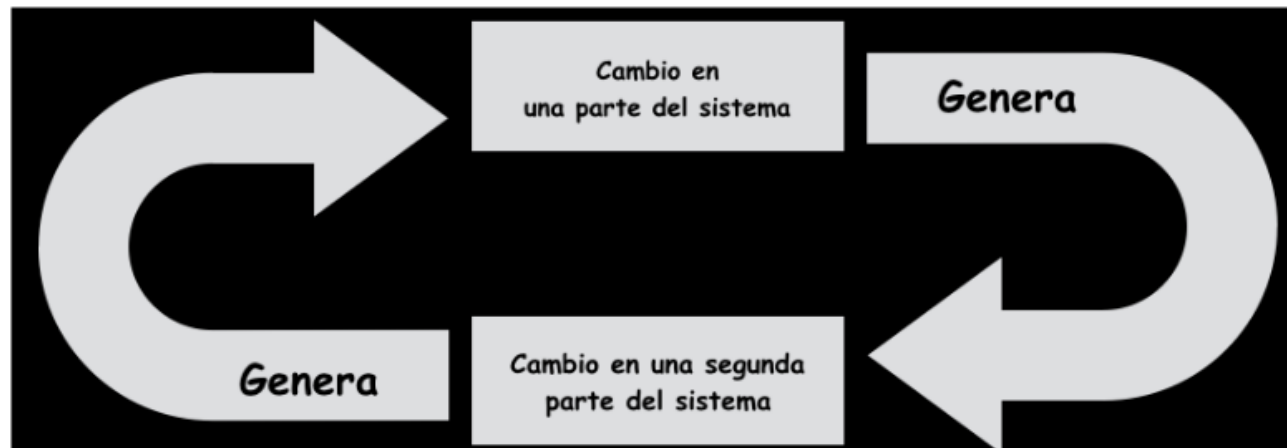 Cambio en
una parte del sistema
Genera
Cambio en una segunda
parte del sistema
Genera